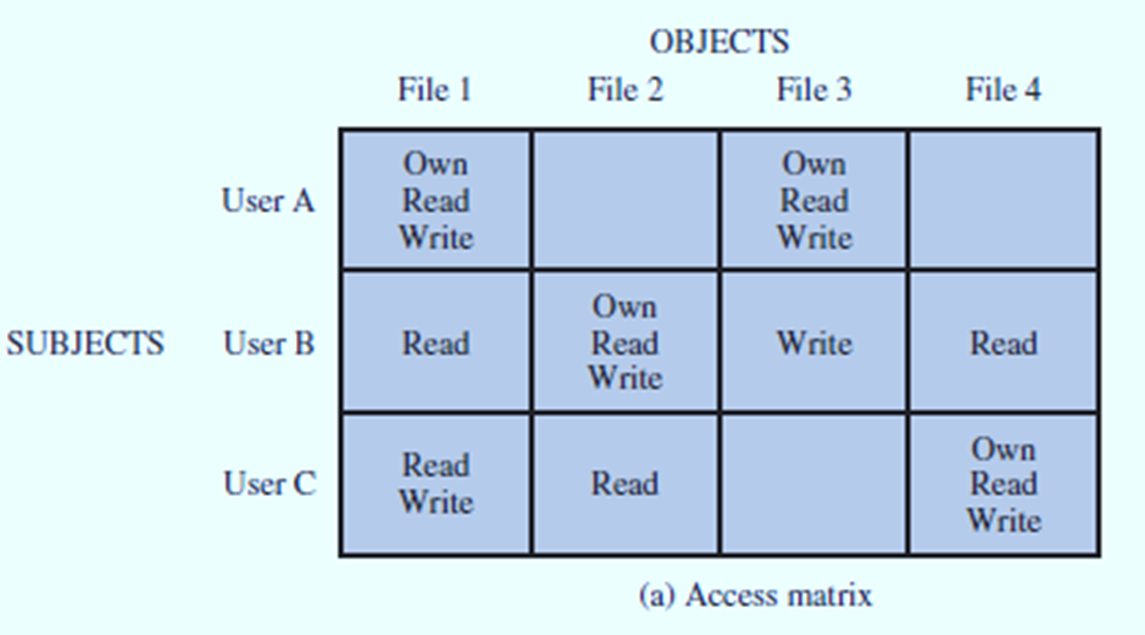 OBJECTS
File 1 File 2 File 3 File 4
User A
Own
Read
Write
Own
Read
Write
SUBJECTS
User B
Read
Own
Read
Write
Write
Read
User C
Read
Write
Read
Own
Read
Write
(a) Access matrix